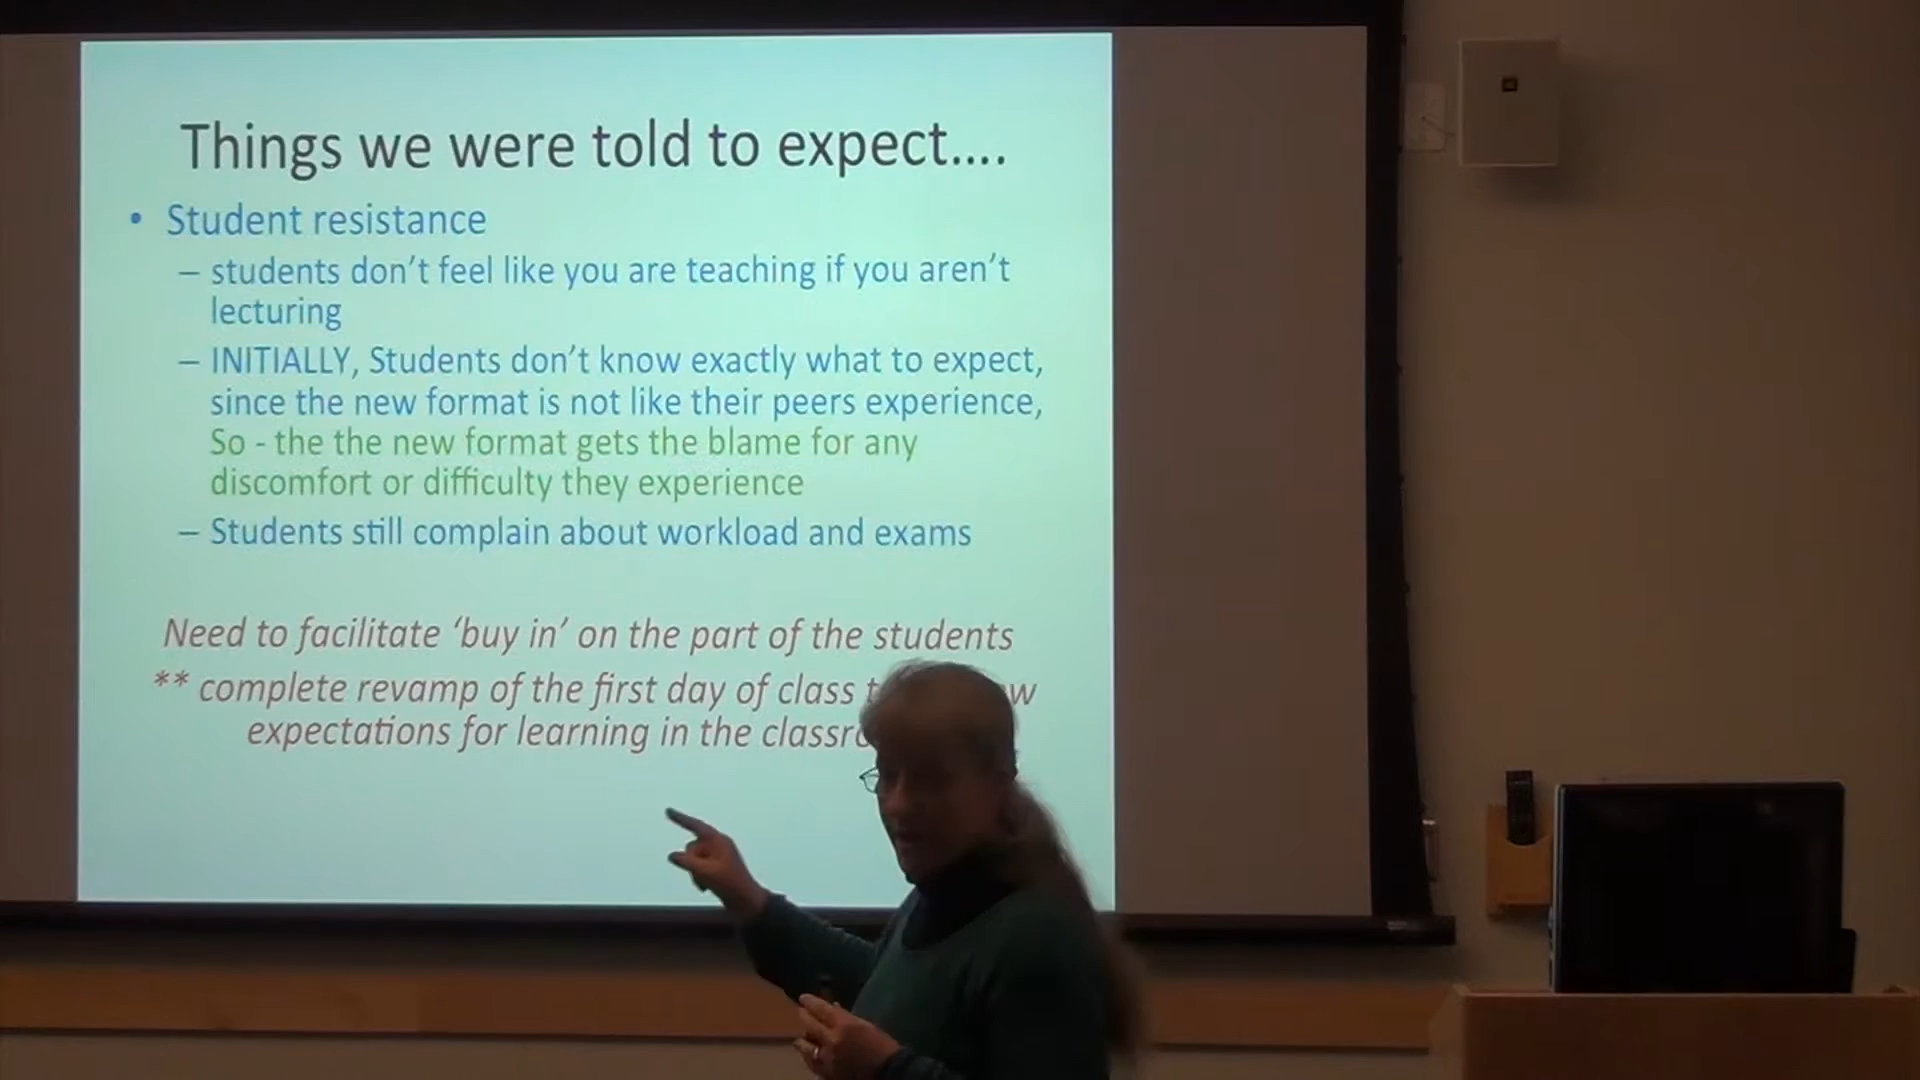 Things we were told to expect....
• Student resistance
– students don't feel like you are teaching if you aren't
lecturing
– INITIALLY, Students don't know exactly what to expect,
since the new format is not like their peers experience,
So - the the new format gets the blame for any
discomfort or difficulty they experience
– Students still complain about workload and exams
Need to facilitate 'buy in' on the part of the students
** complete revamp of the first day of class
expectations for learning in the